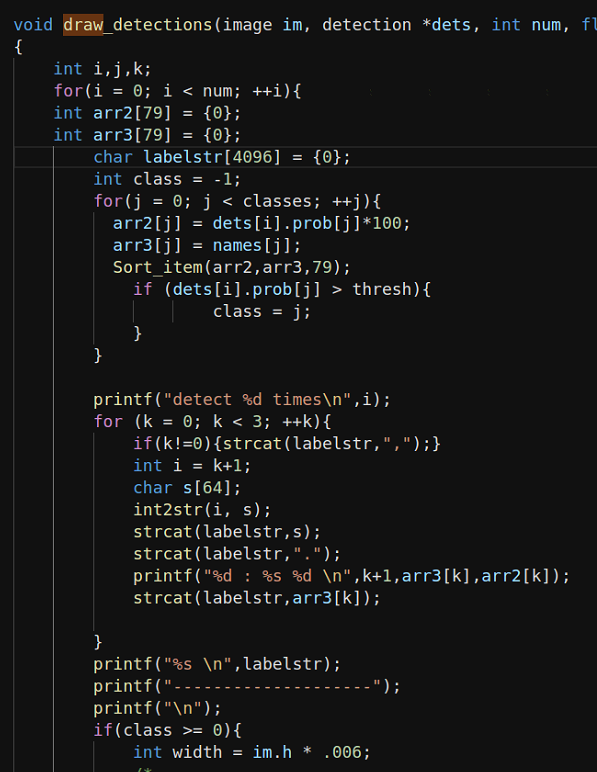 void draw_detections(image im, detection *dets, int num, fl
{
    int i,j,k;
    for(i = 0; i < num; ++i){
    int arr2[79] = {0};
    int arr3[79] = {0};
        char labelstr[4096] = {0};
        int class = -1;
        for(j = 0; j < classes; ++j){
          arr2[j] = dets[i].prob[j]*100;
          arr3[j] = names[j];
          Sort_item(arr2,arr3,79);
            if (dets[i].prob[j] > thresh){
                    class = j;
            }
        }
        printf("detect %d times\n",i);
        for (k = 0; k < 3; ++k){
            if(k!=0){strcat(labelstr,",");}
            int i = k+1;
            char s[64];
            int2str(i, s);
            strcat(labelstr,s);
            strcat(labelstr,".");
            printf("%d : %s %d \n",k+1,arr3[k],arr2[k]);
            strcat(labelstr,arr3[k]);
        }
        printf("%s \n",labelstr);
        printf("--------------------");
        printf("\n");
        if(class >= 0){
            int width = im.h * .006;
            /*